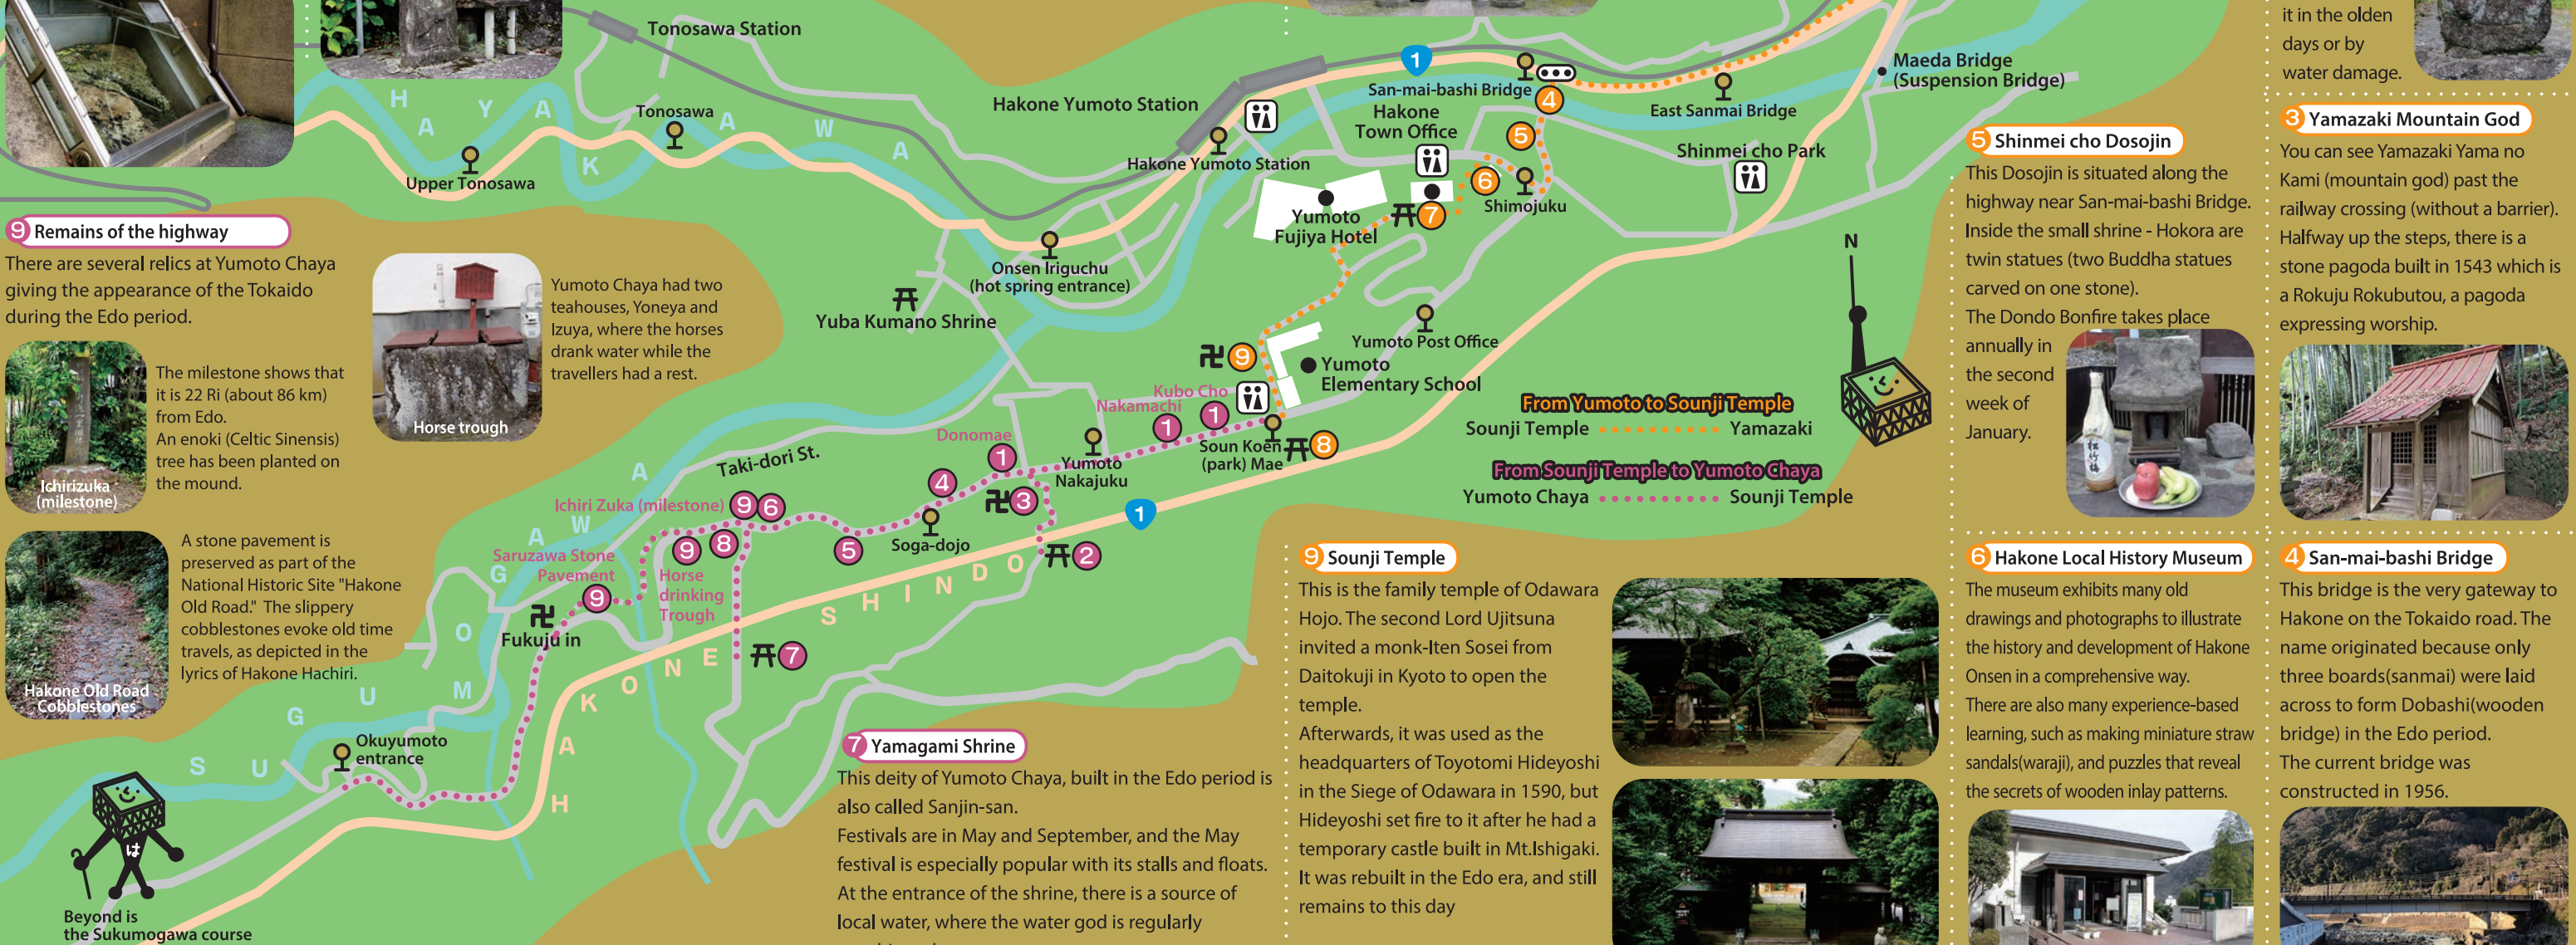 Tonosawa Station
H A Y A K A W A
Tonosawa
Upper Tonosawa
Hakone Yumoto Station
Hakone Yumoto Station
1
San-mai-bashi Bridge
4
Hakone
Town Office
5
East Sanmai Bridge
Maeda Bridge
(Suspension Bridge)
Shinmei cho Park
6
Shimojuku
7
Yumoto
Fujiya Hotel
Onsen Iriguchu
(hot spring entrance)
Yuba Kumano Shrine
Yumoto Post Office
9
Yumoto
Elementary School
Kubo Cho
1
Nakamachi
1
Soun Koen
(park) Mae
8
Yumoto
Nakajuku
Donomae
1
Taki-dori St.
4
3
Soga-dojo
1
2
Ichiri Zuka (milestone)
9
6
9
8
5
Saruzawa Stone
Pavement
9
Horse
drinking
Trough
Fukuju in
7
H A K O N E S H I N D O
S U G U M O G A W A
Okuyumoto
entrance
は
Beyond is
the Sukumogawa course
N
From Yumoto to Sounji Temple
Sounji Temple Yamazaki
From Sounji Temple to Yumoto Chaya
Yumoto Chaya Sounji Temple
9 Remains of the highway
There are several relics at Yumoto Chaya
giving the appearance of the Tokaido
during the Edo period.
Ichirizuka
(milestone)
The milestone shows that
it is 22 Ri (about 86 km)
from Edo.
An enoki (Celtic Sinensis)
tree has been planted on
the mound.
Horse trough
Yumoto Chaya had two
teahouses, Yoneya and
Izuya, where the horses
drank water while the
travellers had a rest.
Hakone Old Road
Cobblestones
A stone pavement is
preserved as part of the
National Historic Site "Hakone
Old Road." The slippery
cobblestones evoke old time
travels, as depicted in the
lyrics of Hakone Hachiri.
7 Yamagami Shrine
This deity of Yumoto Chaya, built in the Edo period is
also called Sanjin-san.
Festivals are in May and September, and the May
festival is especially popular with its stalls and floats.
At the entrance of the shrine, there is a source of
local water, where the water god is regularly
9 Sounji Temple
This is the family temple of Odawara
Hojo. The second Lord Ujitsuna
invited a monk-Iten Sosei from
Daitokuji in Kyoto to open the
temple.
Afterwards, it was used as the
headquarters of Toyotomi Hideyoshi
in the Siege of Odawara in 1590, but
Hideyoshi set fire to it after he had a
temporary castle built in Mt.Ishigaki.
It was rebuilt in the Edo era, and still
remains to this day
5 Shinmei cho Dosojin
This Dosojin is situated along the
highway near San-mai-bashi Bridge.
Inside the small shrine - Hokora are
twin statues (two Buddha statues
carved on one stone).
The Dondo Bonfire takes place
annually in
the second
week of
January.
松竹梅
6 Hakone Local History Museum
The museum exhibits many old
drawings and photographs to illustrate
the history and development of Hakone
Onsen in a comprehensive way.
There are also many experience-based
learning, such as making miniature straw
sandals(waraji), and puzzles that reveal
the secrets of wooden inlay patterns.
it in the olden
days or by
water damage.
3 Yamazaki Mountain God
You can see Yamazaki Yama no
Kami (mountain god) past the
railway crossing (without a barrier).
Halfway up the steps, there is a
stone pagoda built in 1543 which is
a Rokuju Rokubutou, a pagoda
expressing worship.
4 San-mai-bashi Bridge
This bridge is the very gateway to
Hakone on the Tokaido road. The
name originated because only
three boards(sanmai) were laid
across to form Dobashi(wooden
bridge) in the Edo period.
The current bridge was
constructed in 1956.